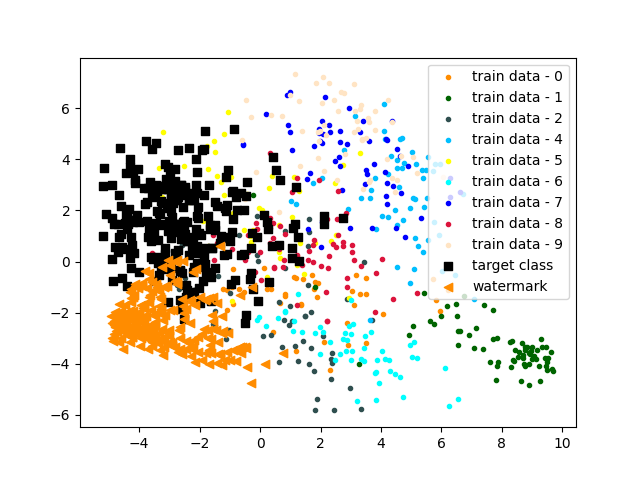 train data - 0
train data - 1
train data - 2
train data - 4
train data - 5
train data - 6
train data - 7
train data - 8
train data - 9
target class
watermark
6
4
2
0
−2
−4
−6
−4 −2 0 2 4 6 8 10